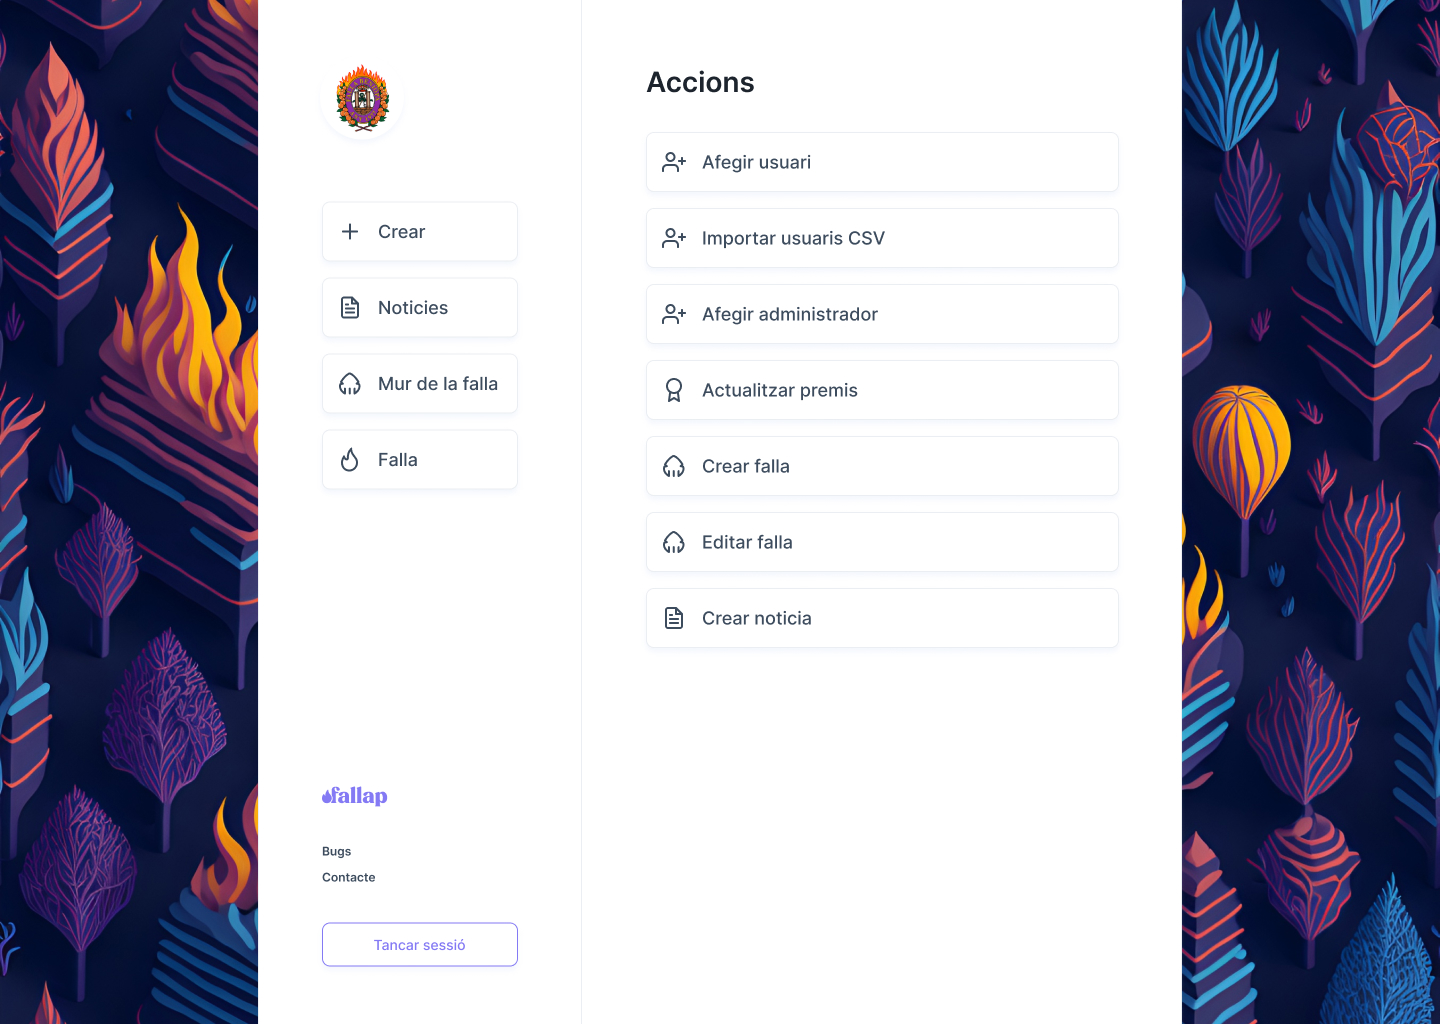 Crear
Noticies
Mur de la falla
Falla
fallap
Bugs
Contacte
Tancar sessió
Accions
Afegir usuari
Importar usuaris CSV
Afegir administrador
Actualitzar premis
Crear falla
Editar falla
Crear noticia